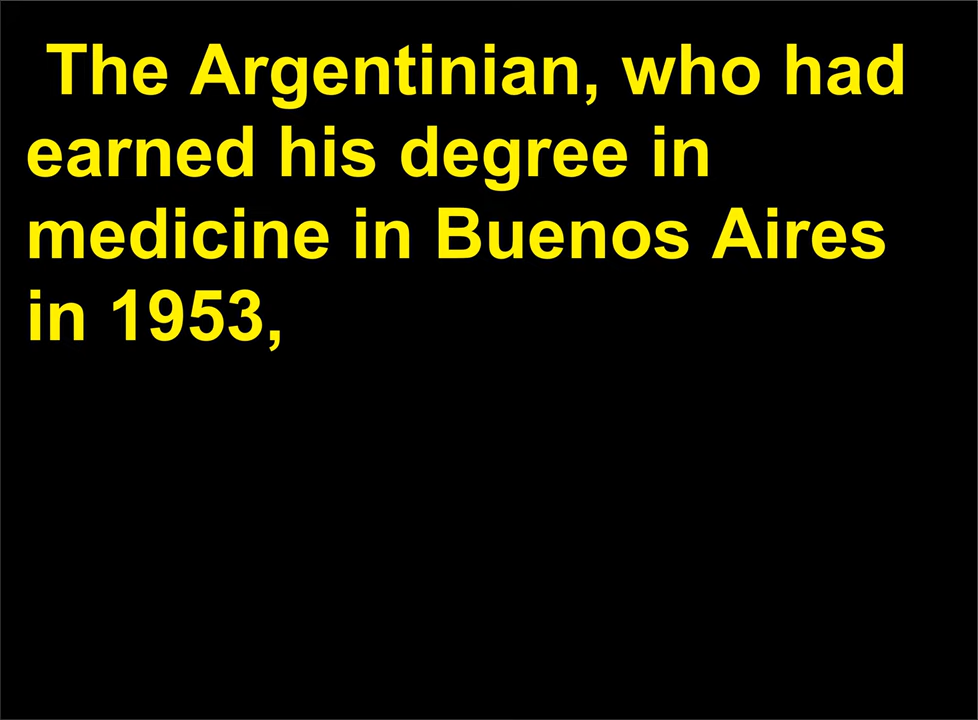 The Argentinian, who had
earned his degree in
medicine in Buenos Aires
in 1953,